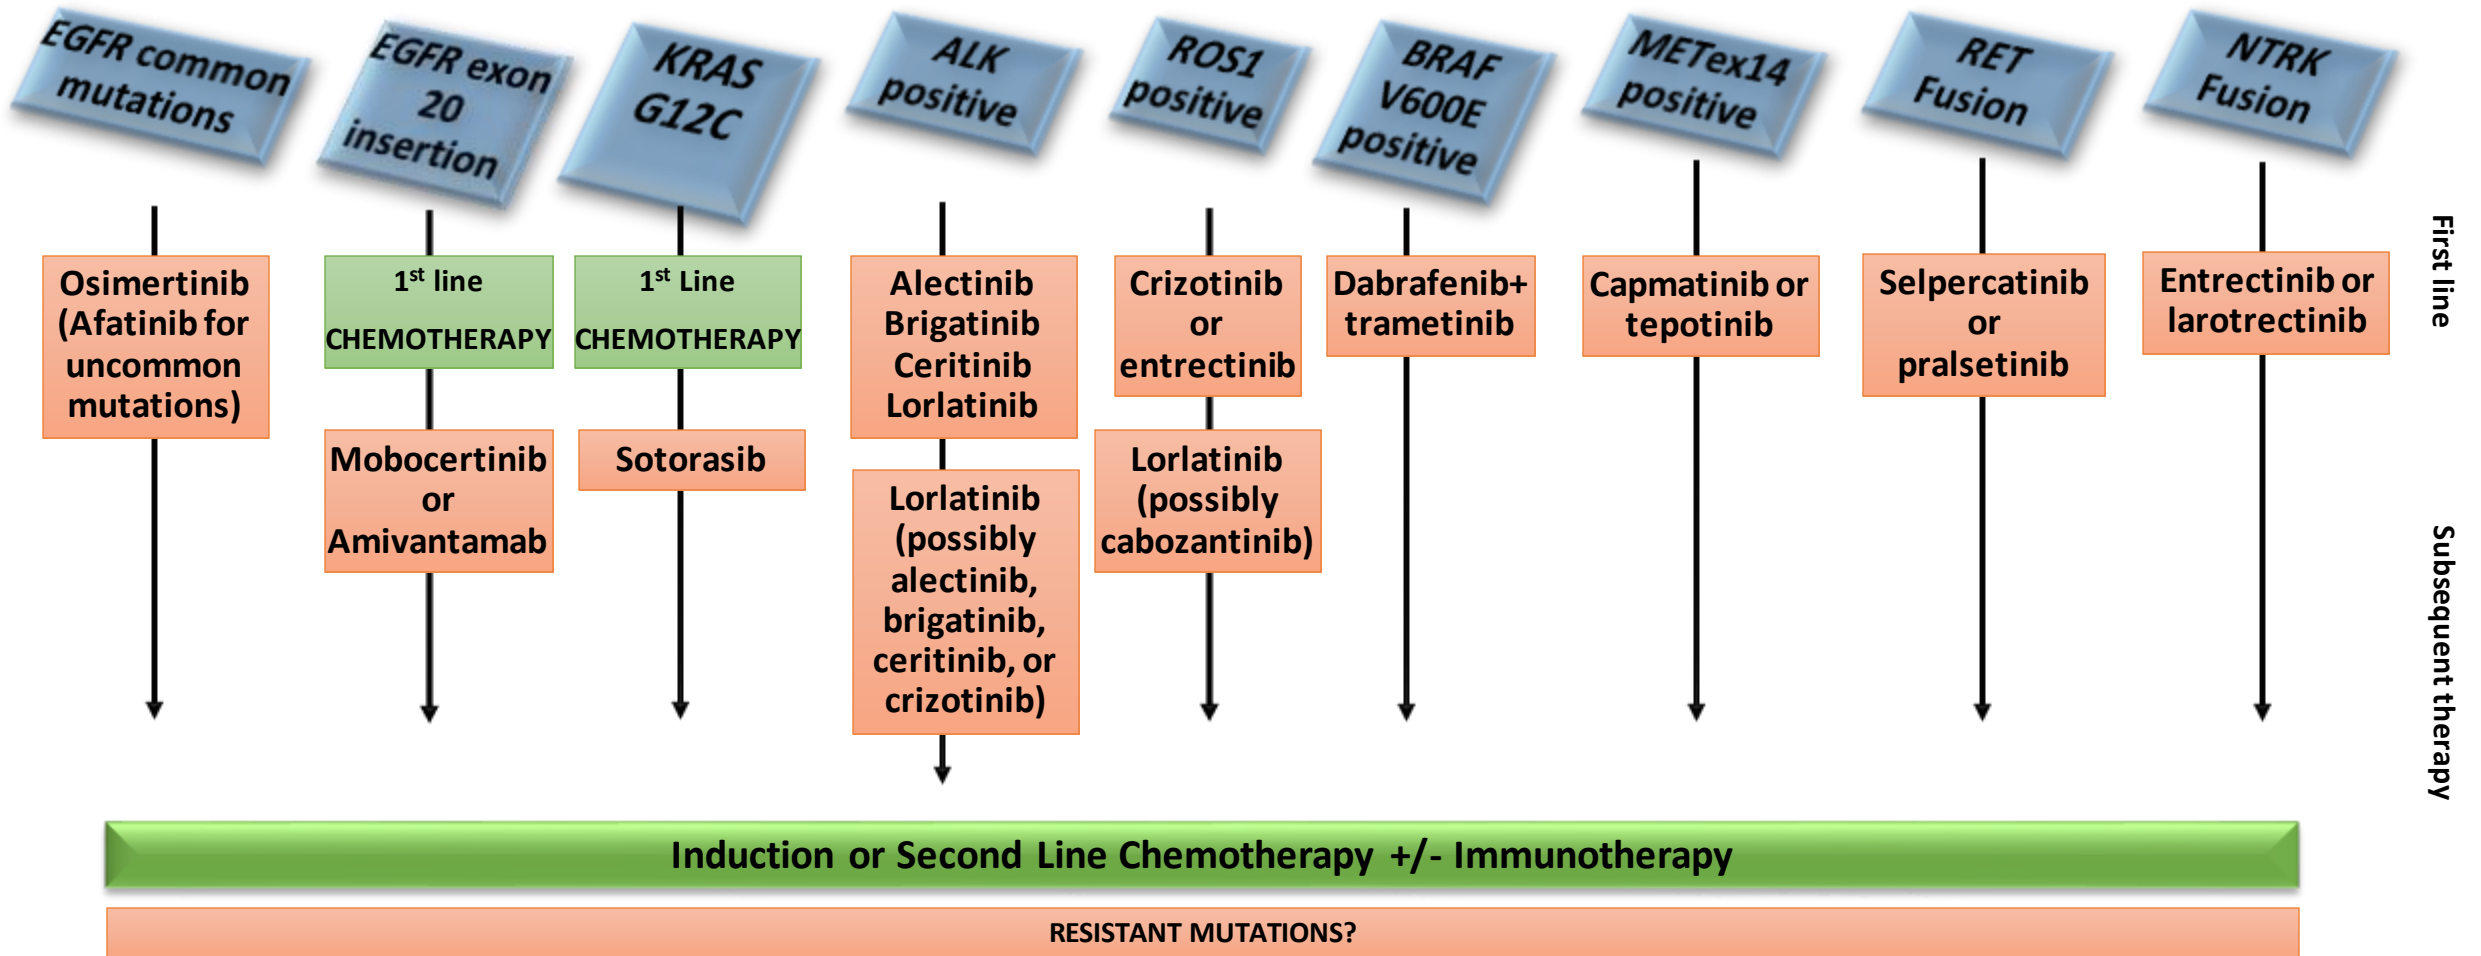 EGFR common
mutations
EGFR exon
20
insertion
KRAS
G12C
ALK
positive
ROS1
positive
BRAF
V600E
positive
METex14
positive
RET
Fusion
NTRK
Fusion
First line
Osimertinib
(Afatinib for
uncommon
mutations)
1st line
CHEMOTHERAPY
1st Line
CHEMOTHERAPY
Alectinib
Brigatinib
Ceritinib
Lorlatinib
Crizotinib
or
entrectinib
Dabrafenib+
trametinib
Capmatinib or
tepotinib
Selpercatinib
or
pralsetinib
Entrectinib or
larotrectinib
Subsequent therapy
Mobocertinib
or
Amivantamab
Sotorasib
Lorlatinib
(possibly
alectinib,
brigatinib,
ceritinib, or
crizotinib)
Lorlatinib
(possibly
cabozantinib)
Induction or Second Line Chemotherapy +/- Immunotherapy
RESISTANT MUTATIONS?